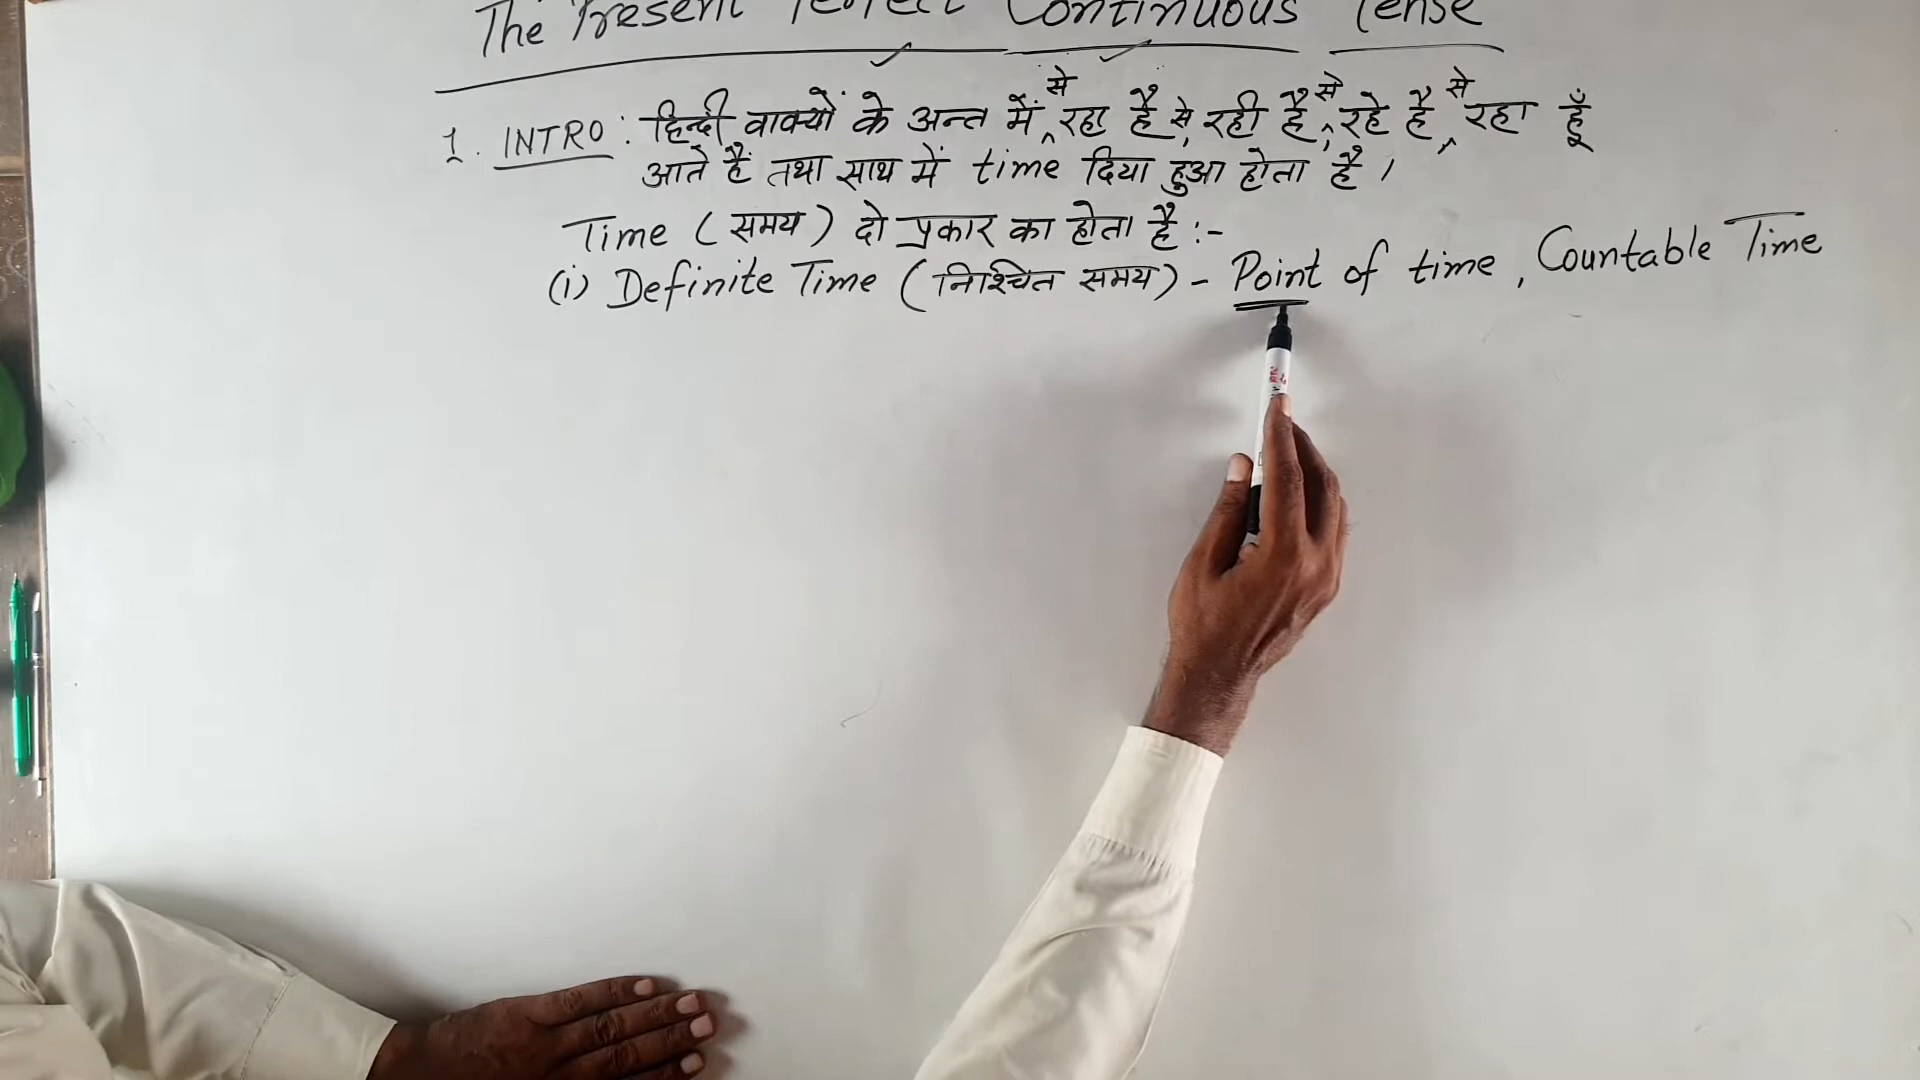 The Present Perfect Continuous Tense
1. INTRO : हिन्दी वाक्यों के अन्त में से रहा है से रही है से रहे हैं से रहा हूँ
आते हैं तथा साथ में time दिया हुआ होता है ।
Time (समय) दो प्रकार का होता है :-
(i) Definite Time (निश्चित समय) - Point of time, Countable Time